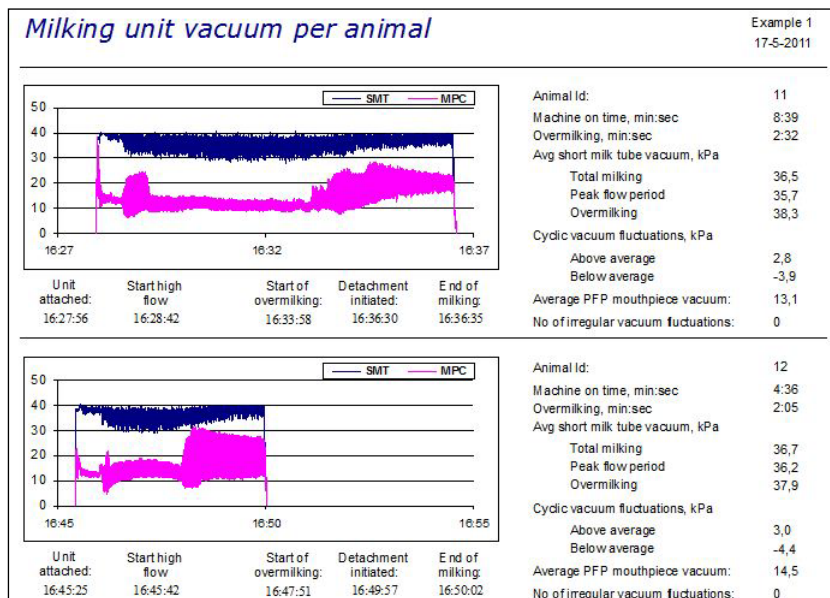 Milking unit vacuum per animal
Example 1
17-5-2011
SMT MPC
50
40
30
20
10
0
16:27 16:32 16:37
Unit attached: Start high flow Start of overmilking: Detachment initiated: End of milking:
16:27:56 16:28:42 16:33:58 16:36:30 16:36:35
Animal Id: 11
Machine on time, min:sec 8:39
Overmilking, min:sec 2:32
Avg short milk tube vacuum, kPa
Total milking 36,5
Peak flow period 35,7
Overmilking 38,3
Cyclic vacuum fluctuations, kPa
Above average 2,8
Below average -3,9
Average PFP mouthpiece vacuum: 13,1
No of irregular vacuum fuctuations: 0
SMT MPC
50
40
30
20
10
0
16:45 16:50 16:55
Unit attached: Start high flow Start of overmilking: Detachment initiated: End of milking:
16:45:25 16:45:42 16:47:51 16:49:57 16:50:02
Animal Id: 12
Machine on time, min:sec 4:36
Overmilking, min:sec 2:05
Avg short milk tube vacuum, kPa
Total milking 36,7
Peak flow period 36,2
Overmilking 37,9
Cyclic vacuum fluctuations, kPa
Above average 3,0
Below average -4,4
Average PFP mouthpiece vacuum: 14,5
No of irregular vacuum fuctuations: 0